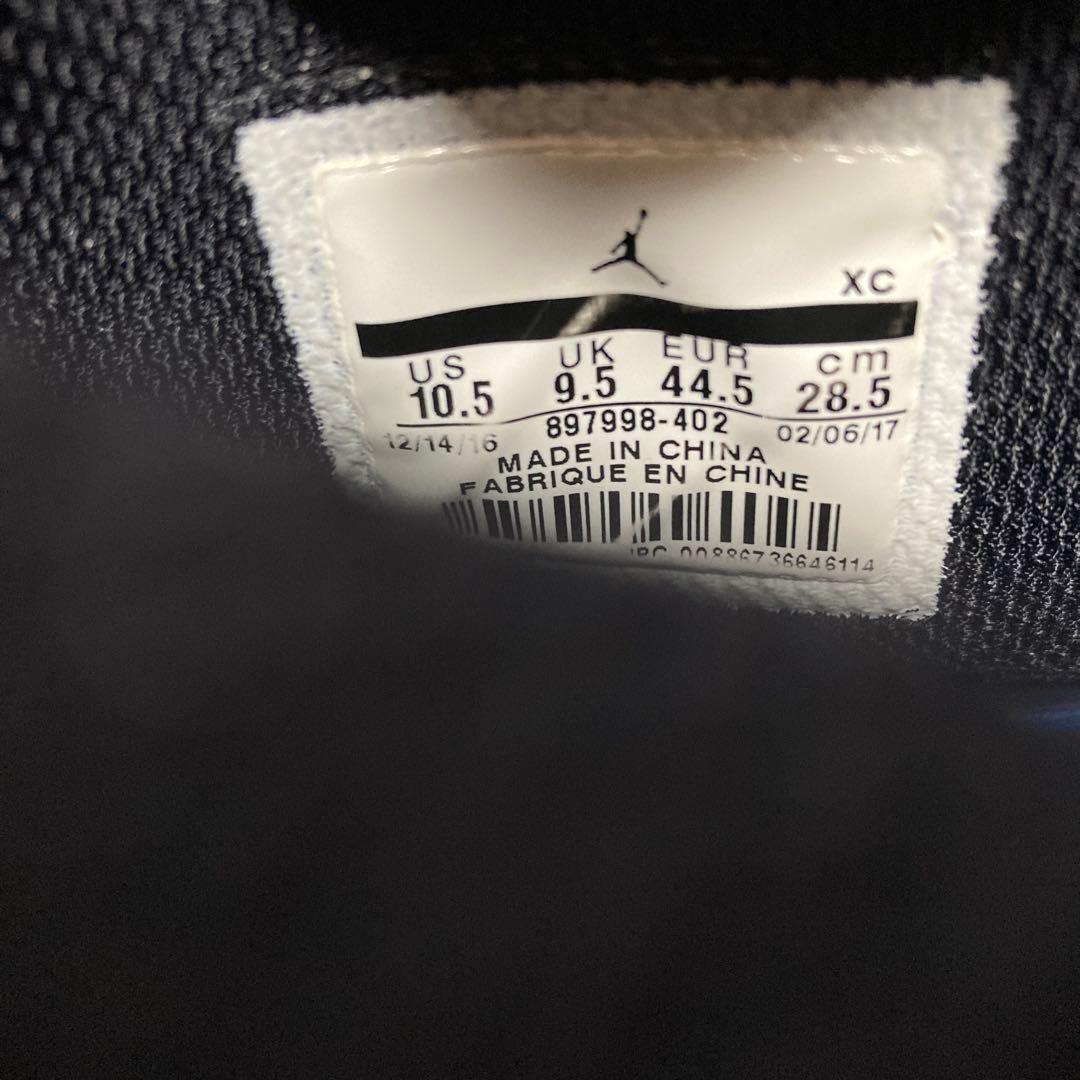 XC
US UK EUR cm
10.5 9.5 44.5 28.5
12/14/16 897998-402 02/06/17
MADE IN CHINA
FABRIQUE EN CHINE
00886736646114